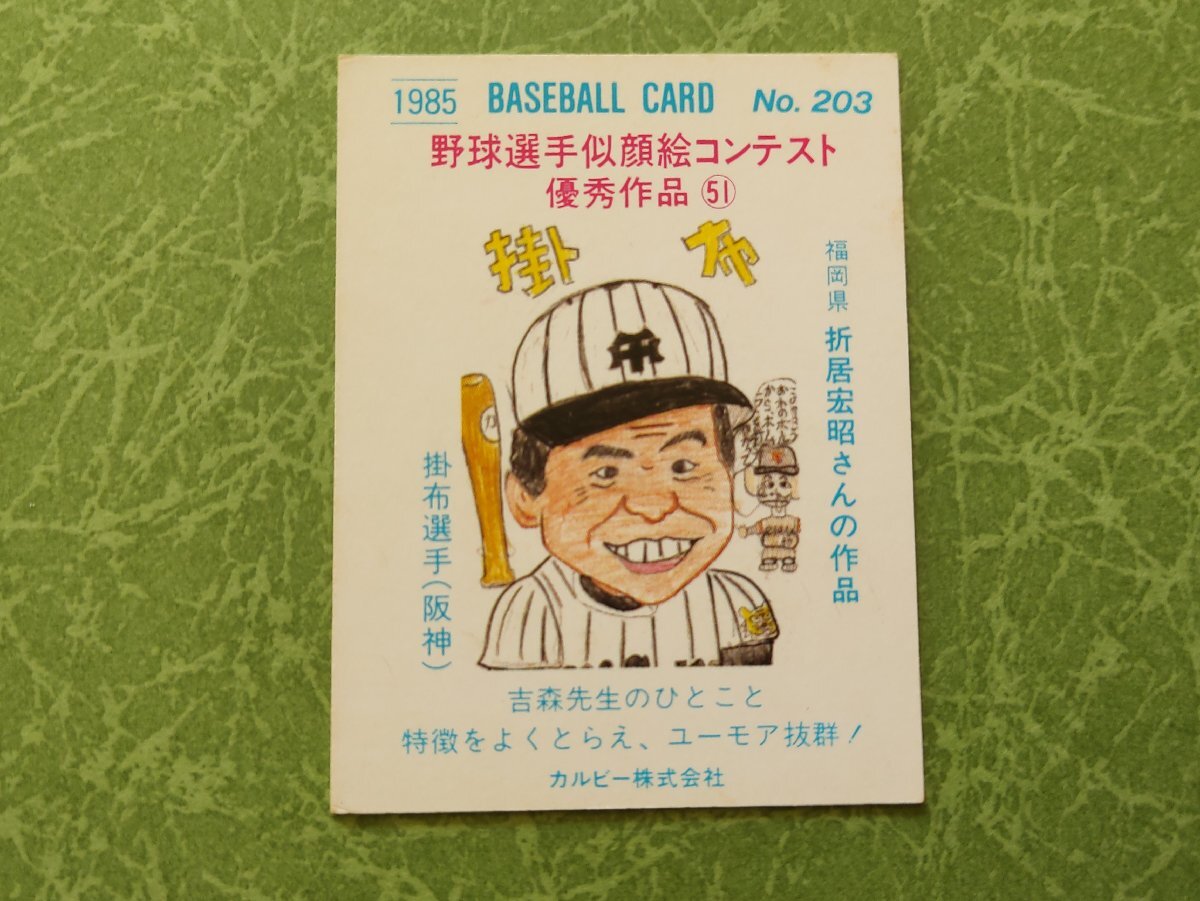 1985 BASEBALL CARD No. 203
野球選手似顔絵コンテスト
優秀作品 51
掛布
福岡県 折居宏昭さんの作品
掛布選手(阪神)
吉森先生のひとこと
特徴をよくとらえ、ユーモア抜群!
カルビー株式会社